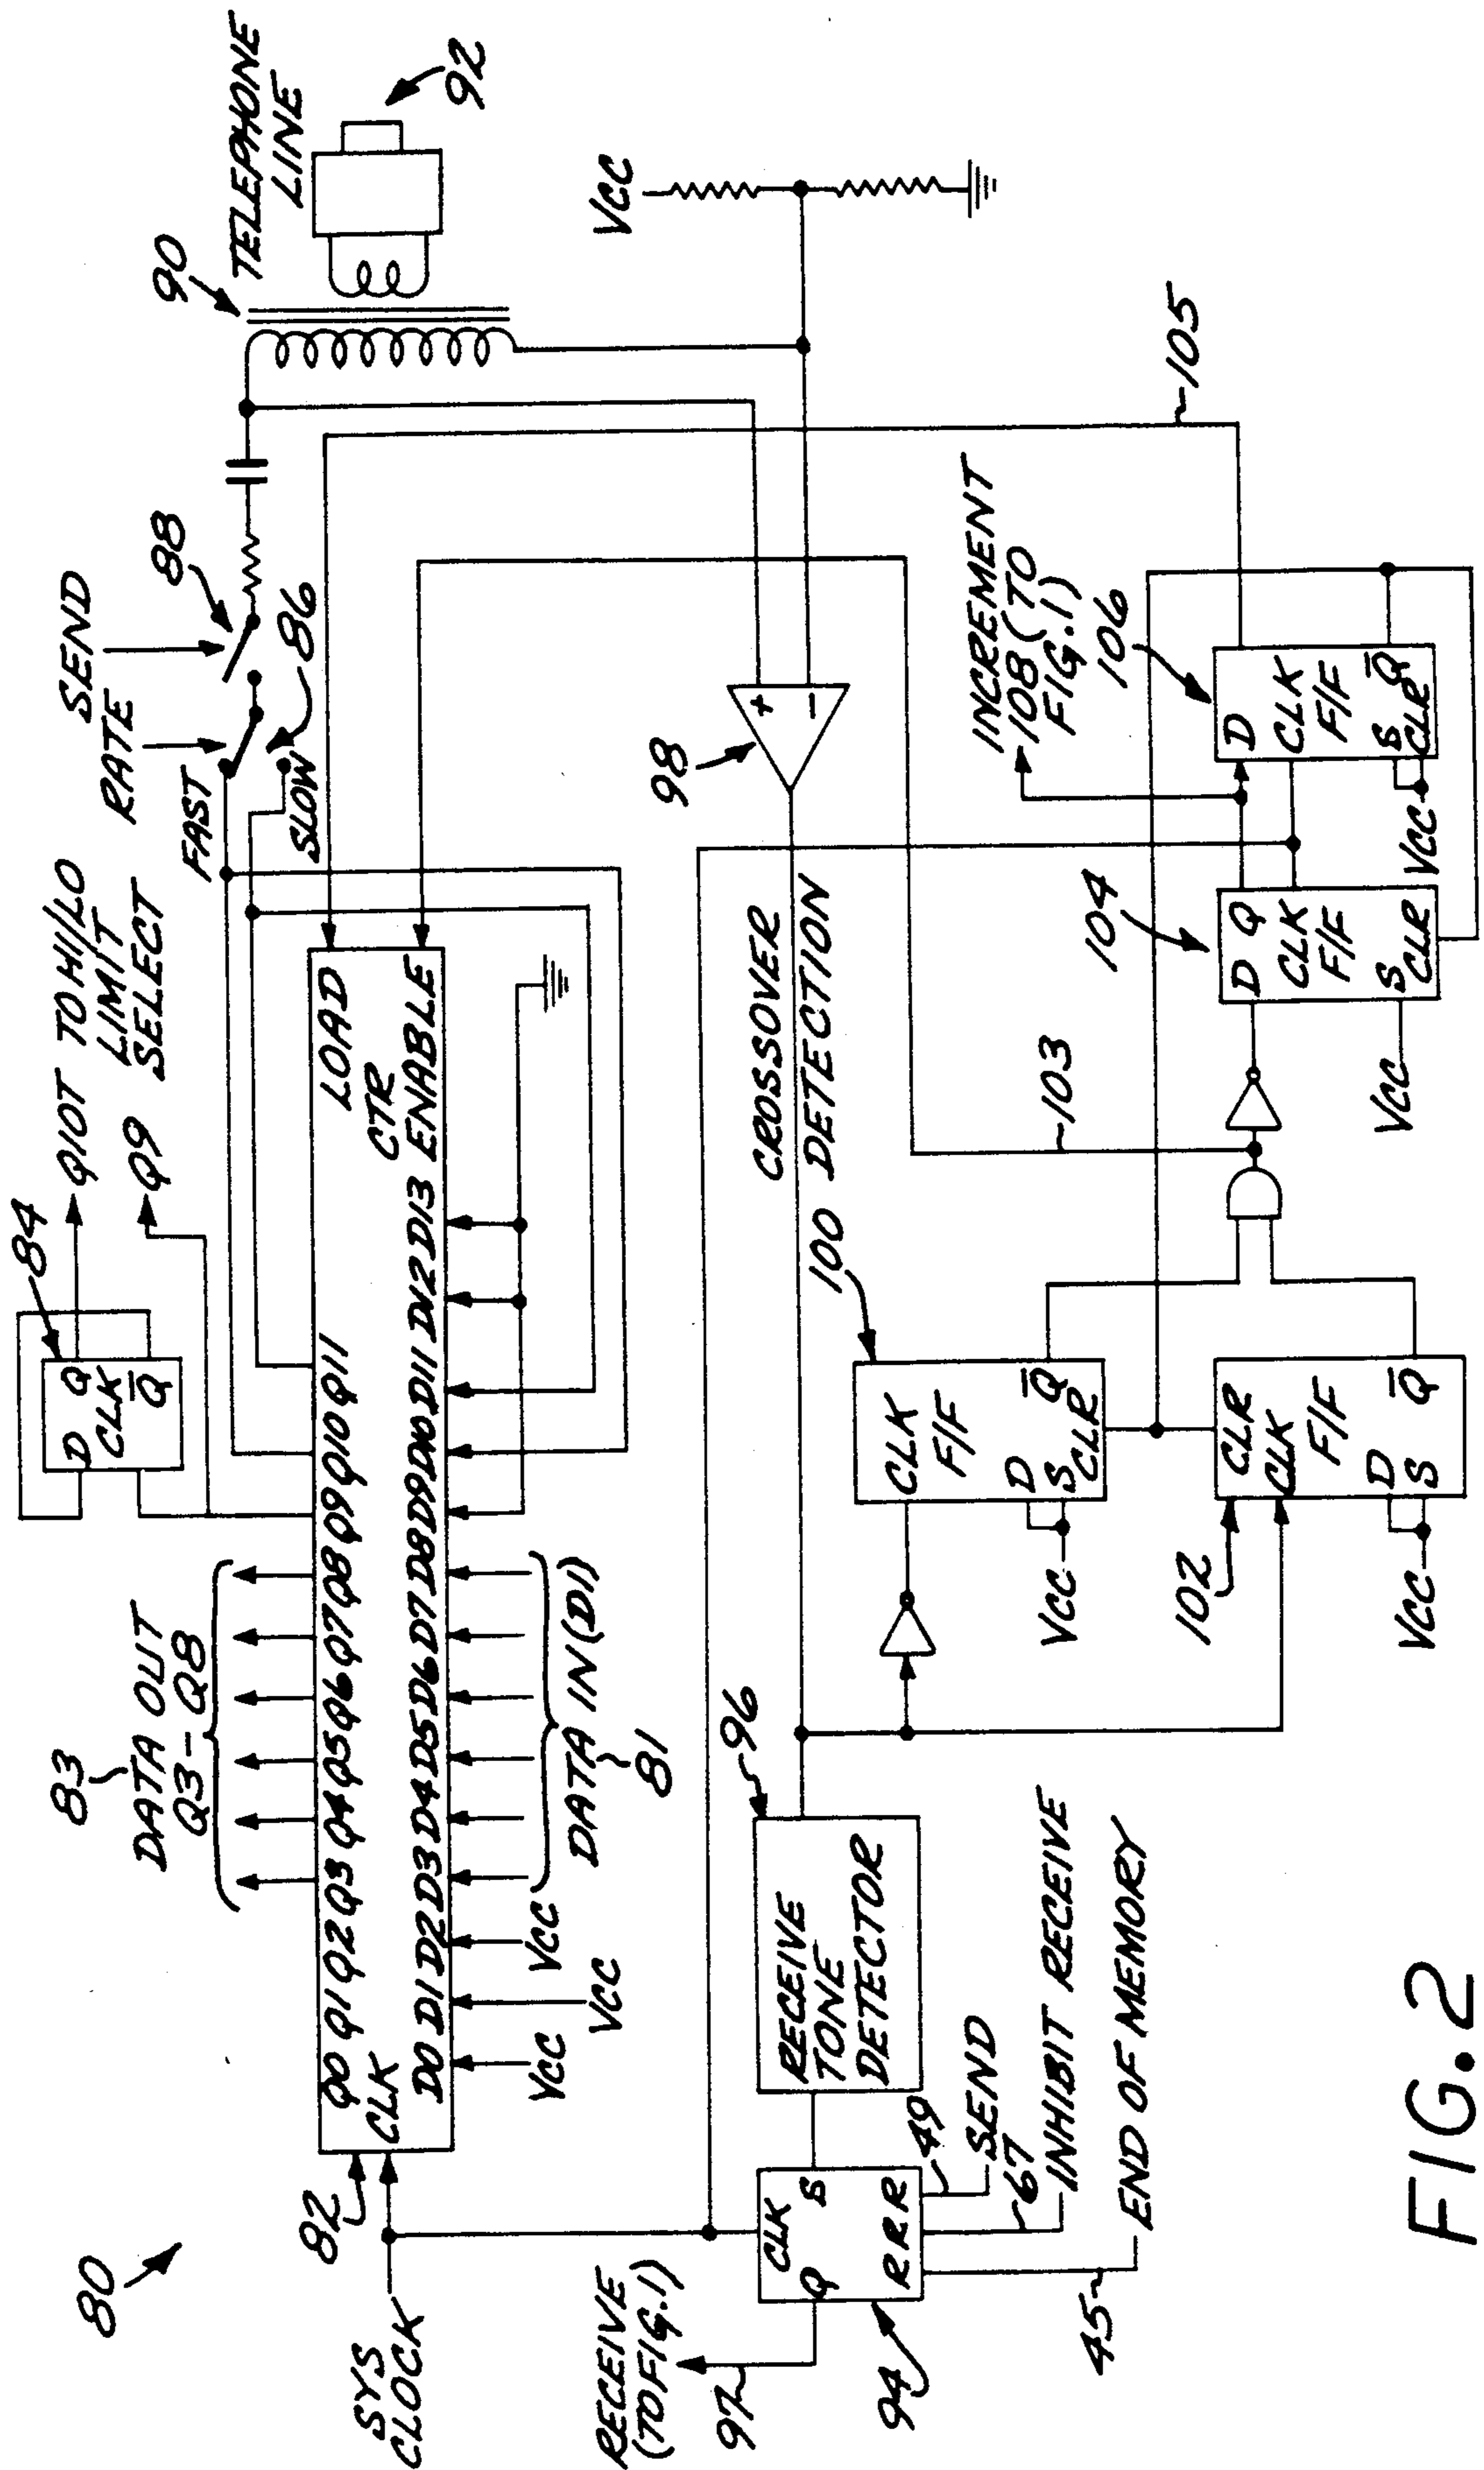 80
SYS
CLOCK
82
83
DATA OUT
Q3-Q8
84
D Q
CLK
Q̅
Q10T TO HI/LO
LIMIT
SELECT
Q9
RATE
SEND
FAST
SLOW
86
88
90
TELEPHONE
LINE
92
Q0 Q1 Q2 Q3 Q4 Q5 Q6 Q7 Q8 Q9 Q10 Q11
LOAD
CLK
CTR
D0 D1 D2 D3 D4 D5 D6 D7 D8 D9 D10 D11 D12 D13 ENABLE
VCC
VCC
VCC
DATA IN (D1)
81
VCC
RECEIVE
(TO FIG.1)
97
CLK
Q S
R R R
94
45
END OF MEMORY
67
INHIBIT RECEIVE
49
SEND
96
RECEIVE
TONE
DETECTOR
CROSSOVER
DETECTION
98
+
-
100
CLK
F/F
D Q̅
S
CLR
VCC
102
CLR
CLK
F/F
D
S Q̅
VCC
103
104
D Q
CLK
F/F
S
CLR
VCC
INCREMENT
108 (TO
FIG.1)
106
D
CLK
F/F
S Q̅
CLR
VCC
105
FIG.2